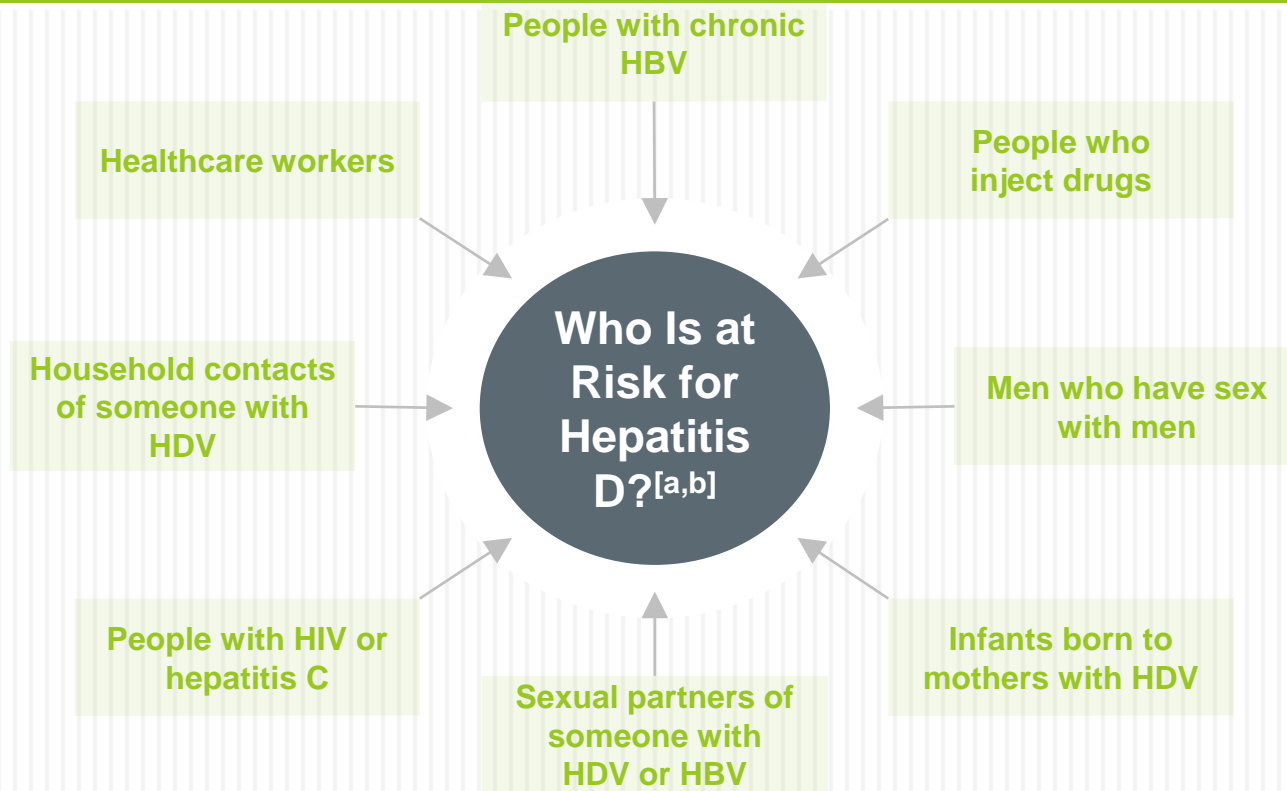 People with chronic
HBV
Healthcare workers
People who
inject drugs
Who Is at
Risk for
Hepatitis
D?[a,b]
Household contacts
of someone with
HDV
Men who have sex
with men
People with HIV or
hepatitis C
Infants born to
mothers with HDV
Sexual partners of
someone with
HDV or HBV